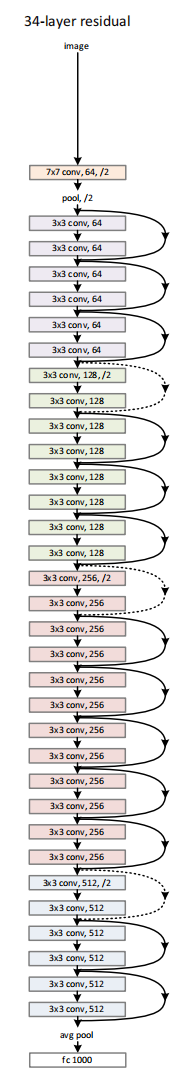 34-layer residual
image
7x7 conv, 64, /2
pool, /2
3x3 conv, 64
3x3 conv, 64
3x3 conv, 64
3x3 conv, 64
3x3 conv, 64
3x3 conv, 64
3x3 conv, 128, /2
3x3 conv, 128
3x3 conv, 128
3x3 conv, 128
3x3 conv, 128
3x3 conv, 128
3x3 conv, 128
3x3 conv, 128
3x3 conv, 256, /2
3x3 conv, 256
3x3 conv, 256
3x3 conv, 256
3x3 conv, 256
3x3 conv, 256
3x3 conv, 256
3x3 conv, 256
3x3 conv, 256
3x3 conv, 256
3x3 conv, 256
3x3 conv, 256
3x3 conv, 512, /2
3x3 conv, 512
3x3 conv, 512
3x3 conv, 512
3x3 conv, 512
3x3 conv, 512
avg pool
fc 1000